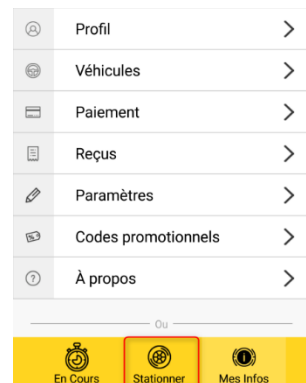 Profil
Véhicules
Paiement
Reçus
Paramètres
Codes promotionnels
À propos
Ou
En Cours Stationner Mes Infos